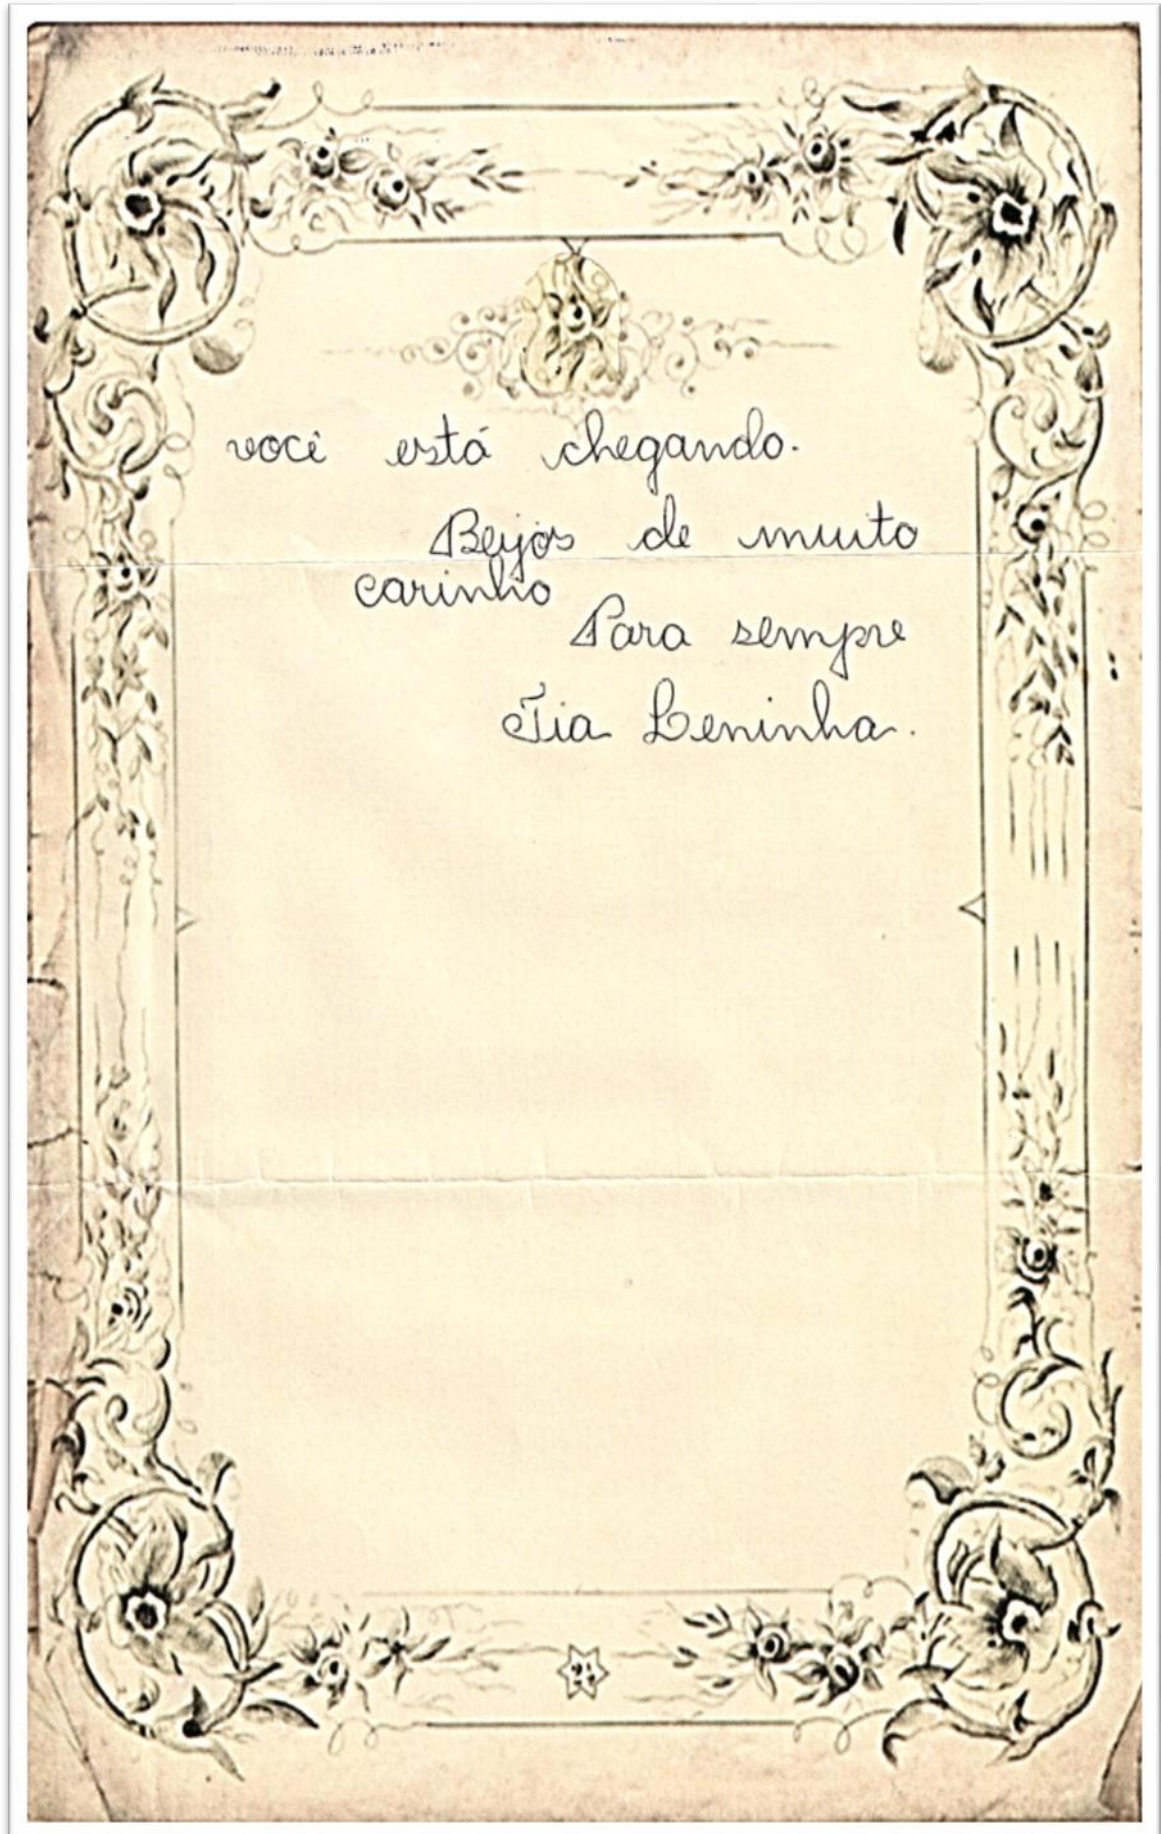 você está chegando.
Beijos de muito
carinho
Para sempre
Tia Leninha.